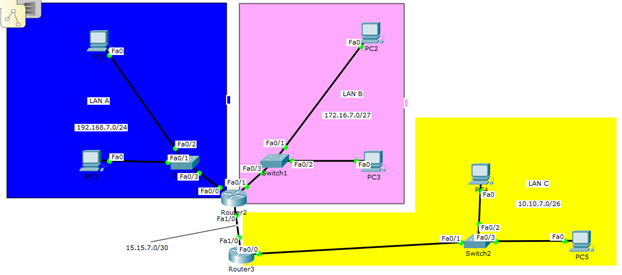 Fa0
LAN A
192.168.7.0/24
Fa0/2
Fa0
Fa0/1
Fa0/3
Fa0/0
PC2
Fa0
LAN B
172.16.7.0/27
Fa0/1
Fa0/3
Fa0/2
Fa0
PC3
Switch1
Fa0/1
Router2
Fa1/0
15.15.7.0/30
Fa1/0
Fa0/0
Router3
LAN C
10.10.7.0/26
Fa0
Fa0/2
Fa0/1
Fa0/3
Fa0
PC5
Switch2